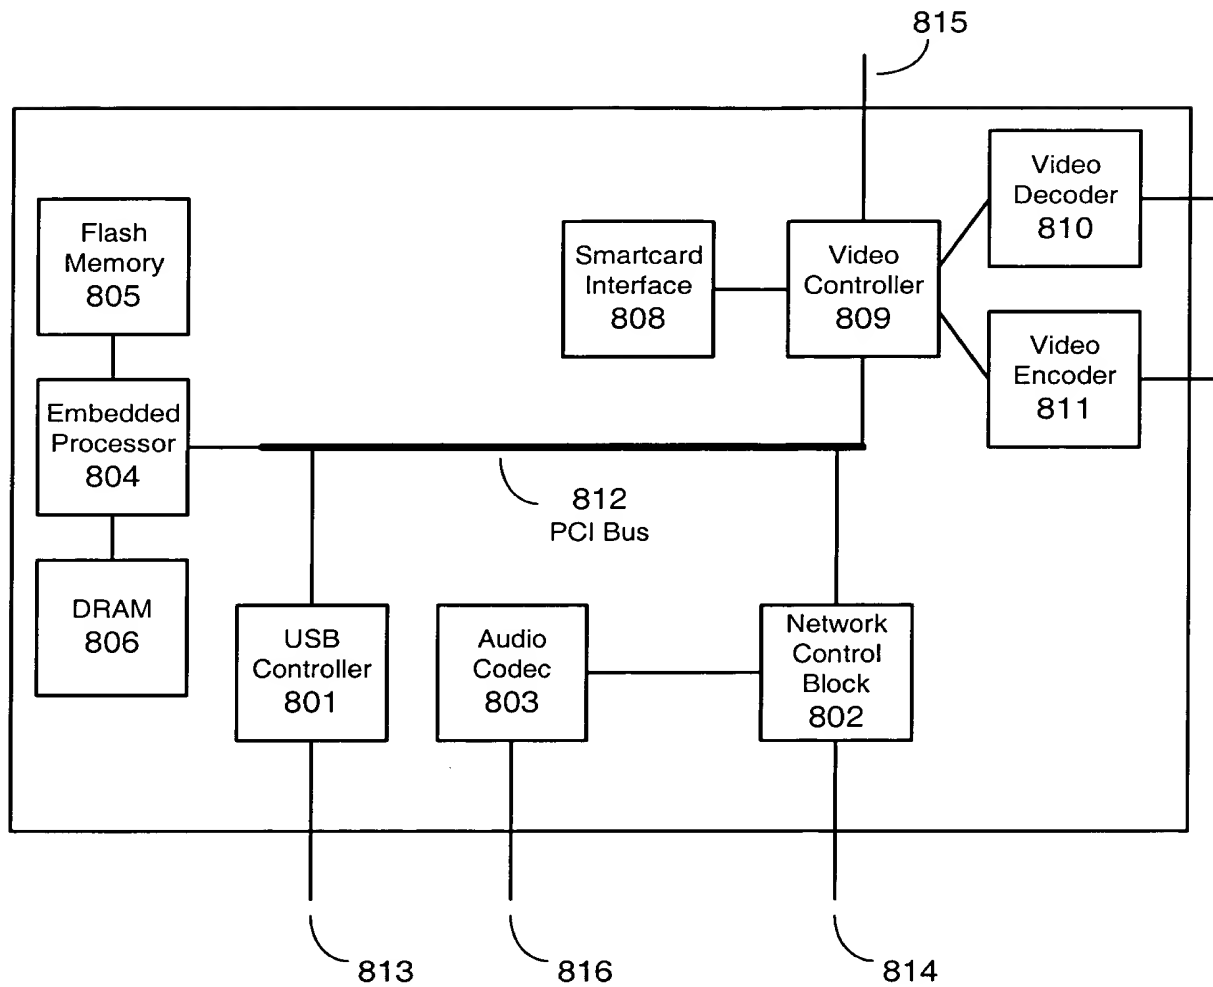 815
Video
Decoder
810
Flash
Memory
805
Smartcard
Interface
808
Video
Controller
809
Video
Encoder
811
Embedded
Processor
804
812
PCI Bus
DRAM
806
USB
Controller
801
Audio
Codec
803
Network
Control
Block
802
813
816
814